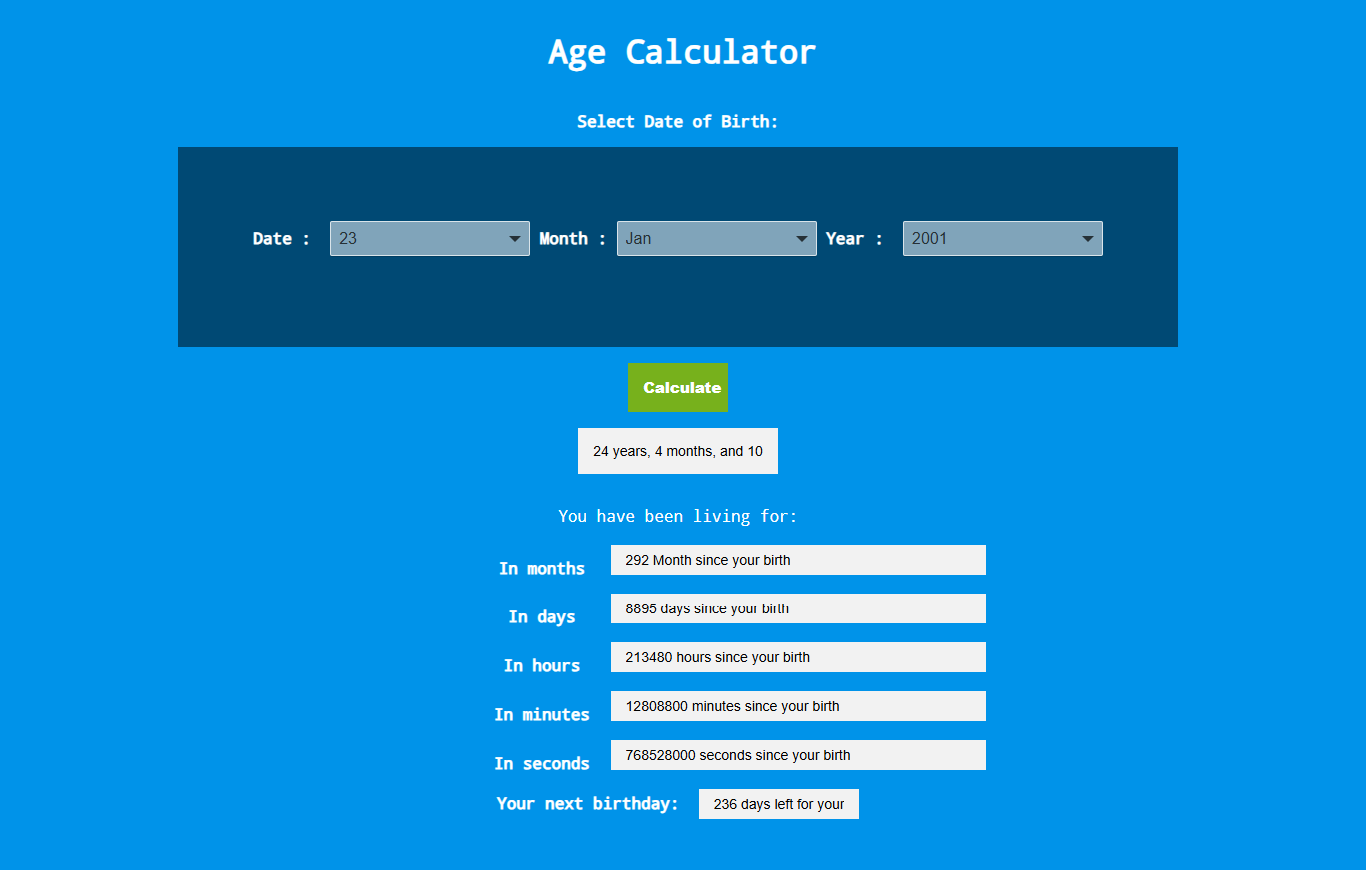 Age Calculator
Select Date of Birth:
Date : 23 Month : Jan Year : 2001
Calculate
24 years, 4 months, and 10
You have been living for:
In months 292 Month since your birth
In days 8895 days since your birth
In hours 213480 hours since your birth
In minutes 12808800 minutes since your birth
In seconds 768528000 seconds since your birth
Your next birthday: 236 days left for your